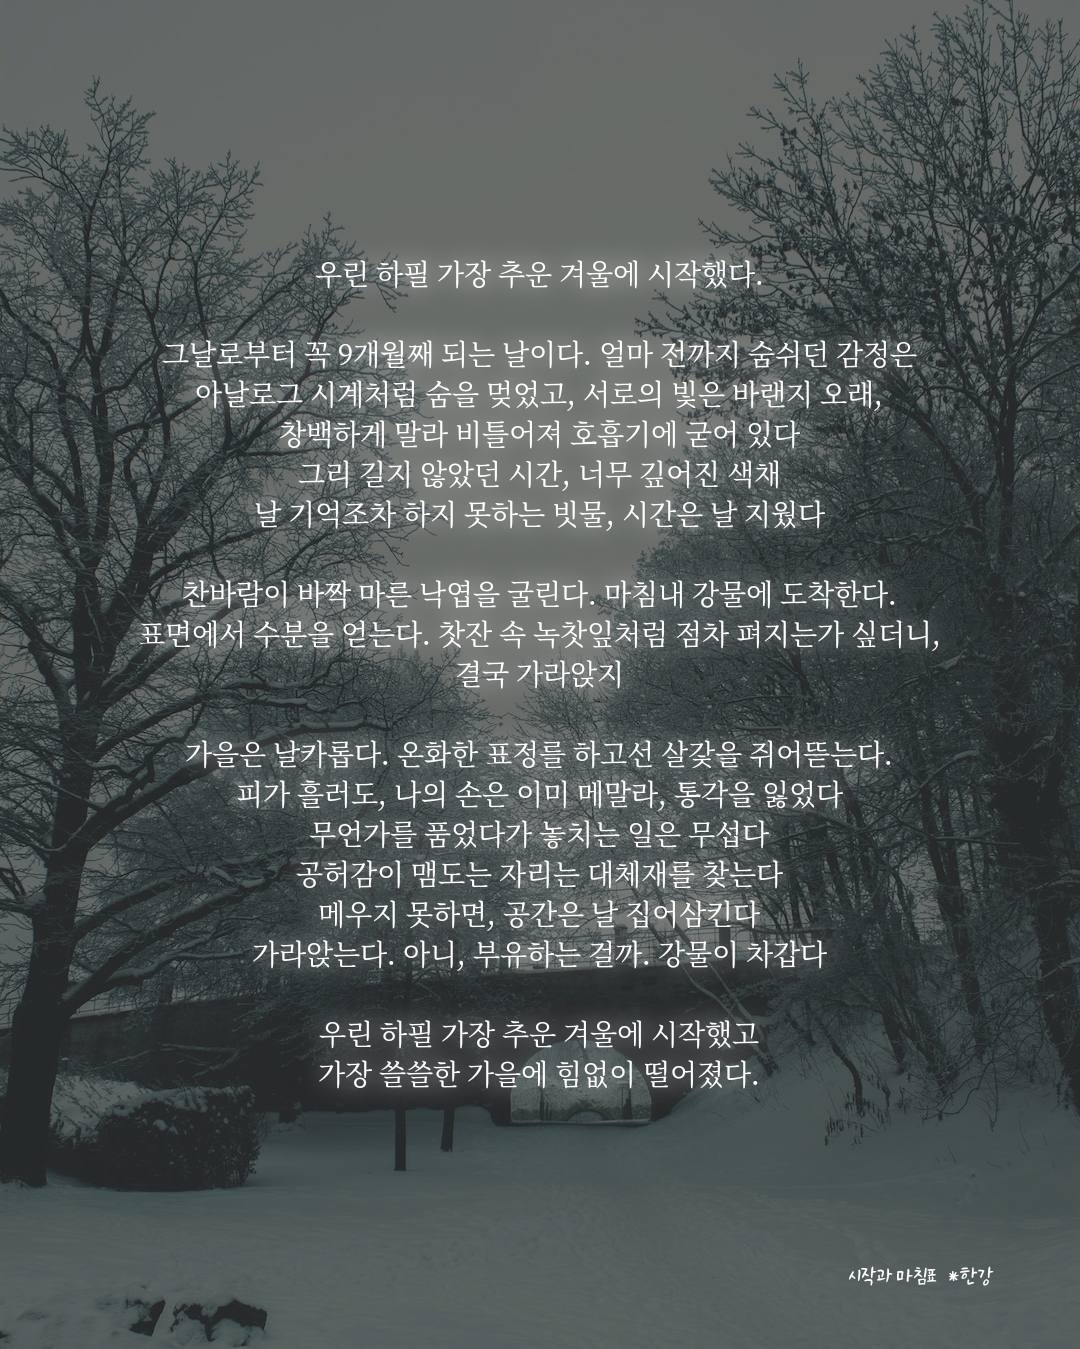 우린 하필 가장 추운 겨울에 시작했다.
그날로부터 꼭 9개월째 되는 날이다. 얼마 전까지 숨쉬던 감정은
아날로그 시계처럼 숨을 멎었고, 서로의 빛은 바랜지 오래,
창백하게 말라 비틀어져 호흡기에 굳어 있다
그리 길지 않았던 시간, 너무 깊어진 색채
날 기억조차 하지 못하는 빗물, 시간은 날 지웠다
찬바람이 바짝 마른 낙엽을 굴린다. 마침내 강물에 도착한다.
표면에서 수분을 얻는다. 찻잔 속 녹찻잎처럼 점차 펴지는가 싶더니,
결국 가라앉지
가을은 날카롭다. 온화한 표정를 하고선 살갗을 쥐어뜯는다.
피가 흘러도, 나의 손은 이미 메말라, 통각을 잃었다
무언가를 품었다가 놓치는 일은 무섭다
공허감이 맴도는 자리는 대체재를 찾는다
메우지 못하면, 공간은 날 집어삼킨다
가라앉는다. 아니, 부유하는 걸까. 강물이 차갑다
우린 하필 가장 추운 겨울에 시작했고
가장 쓸쓸한 가을에 힘없이 떨어졌다.
시작과 마침표 *한강